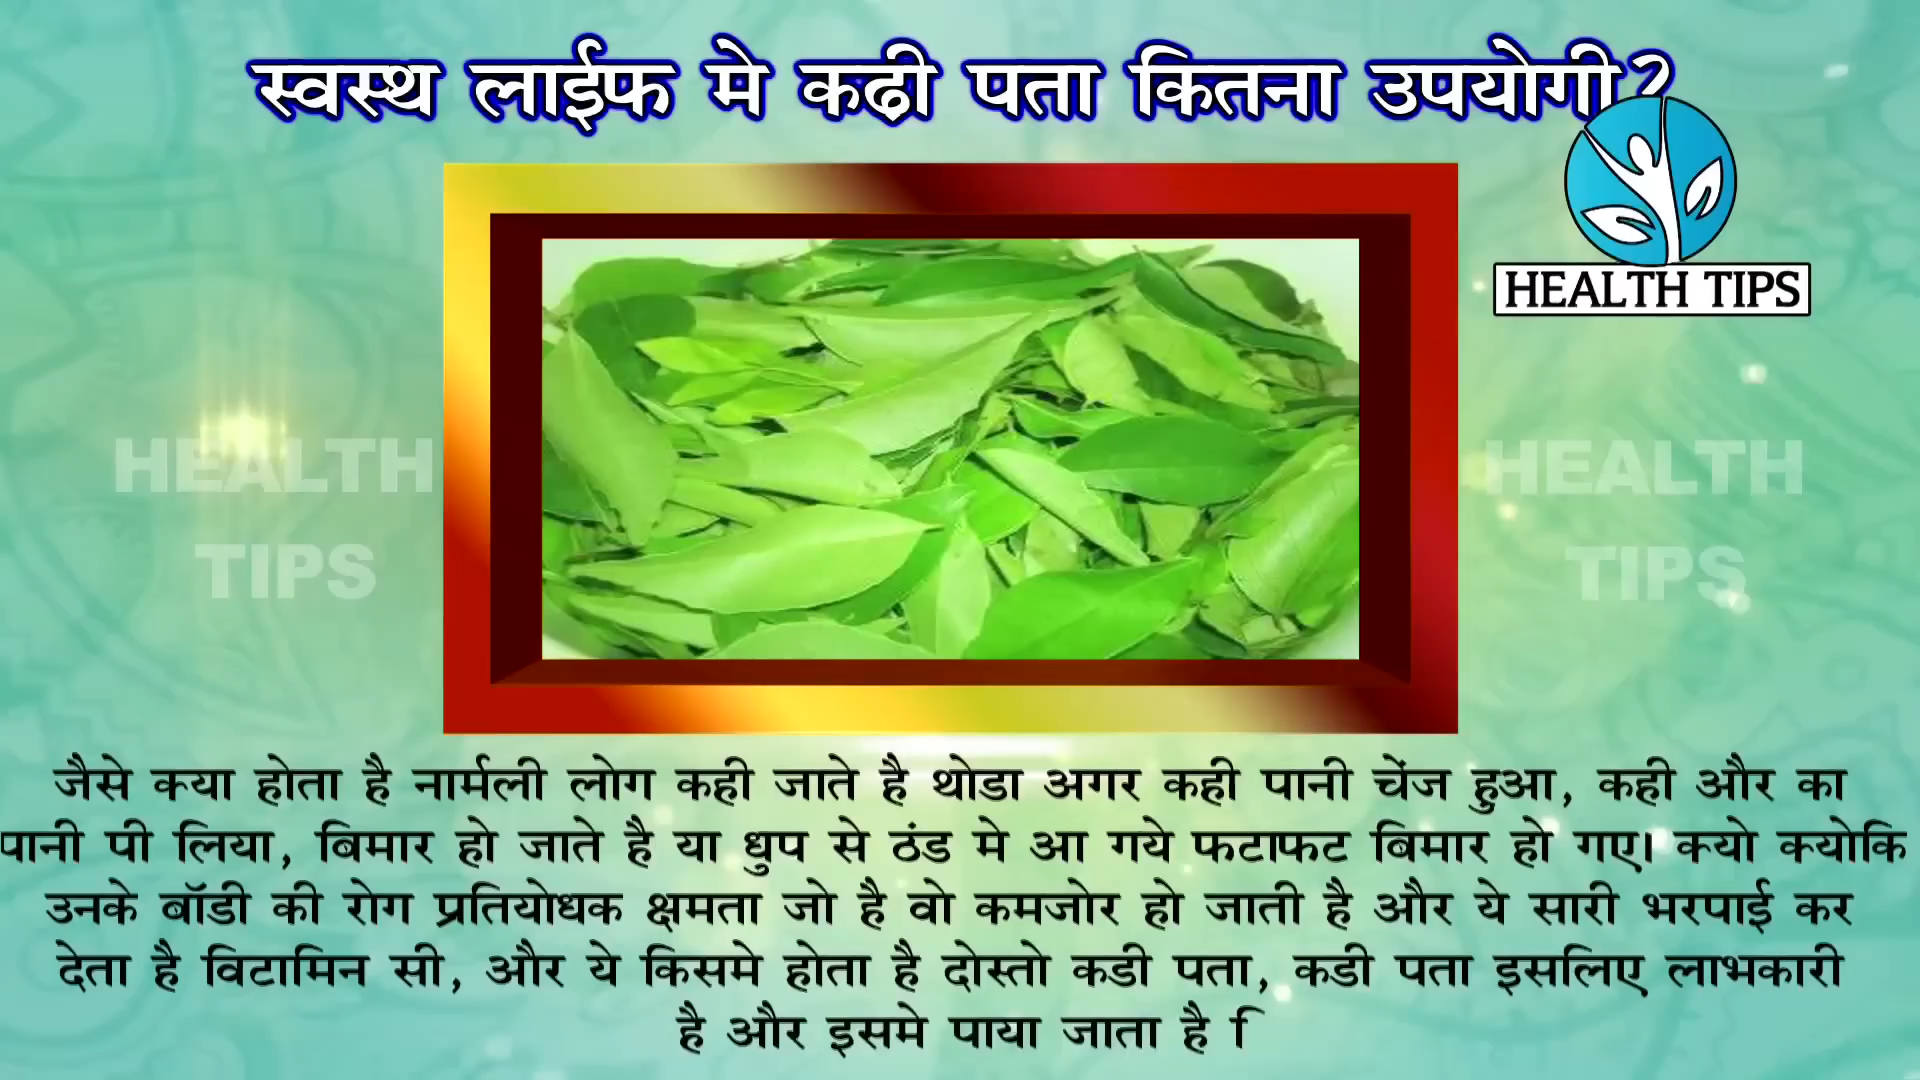 स्वस्थ लाईफ मे कढी पता कितना उपयोगी?
HEALTH TIPS
HEALTH
TIPS
HEALTH
TIPS
जैसे क्या होता है नार्मली लोग कही जाते है थोडा अगर कही पानी चेंज हुआ, कही और का
पानी पी लिया, बिमार हो जाते है या धुप से ठंड मे आ गये फटाफट बिमार हो गए। क्यो क्योकि
उनके बॉडी की रोग प्रतियोधक क्षमता जो है वो कमजोर हो जाती है और ये सारी भरपाई कर
देता है विटामिन सी, और ये किसमे होता है दोस्तो कडी पता, कडी पता इसलिए लाभकारी
है और इसमे पाया जाता है ि